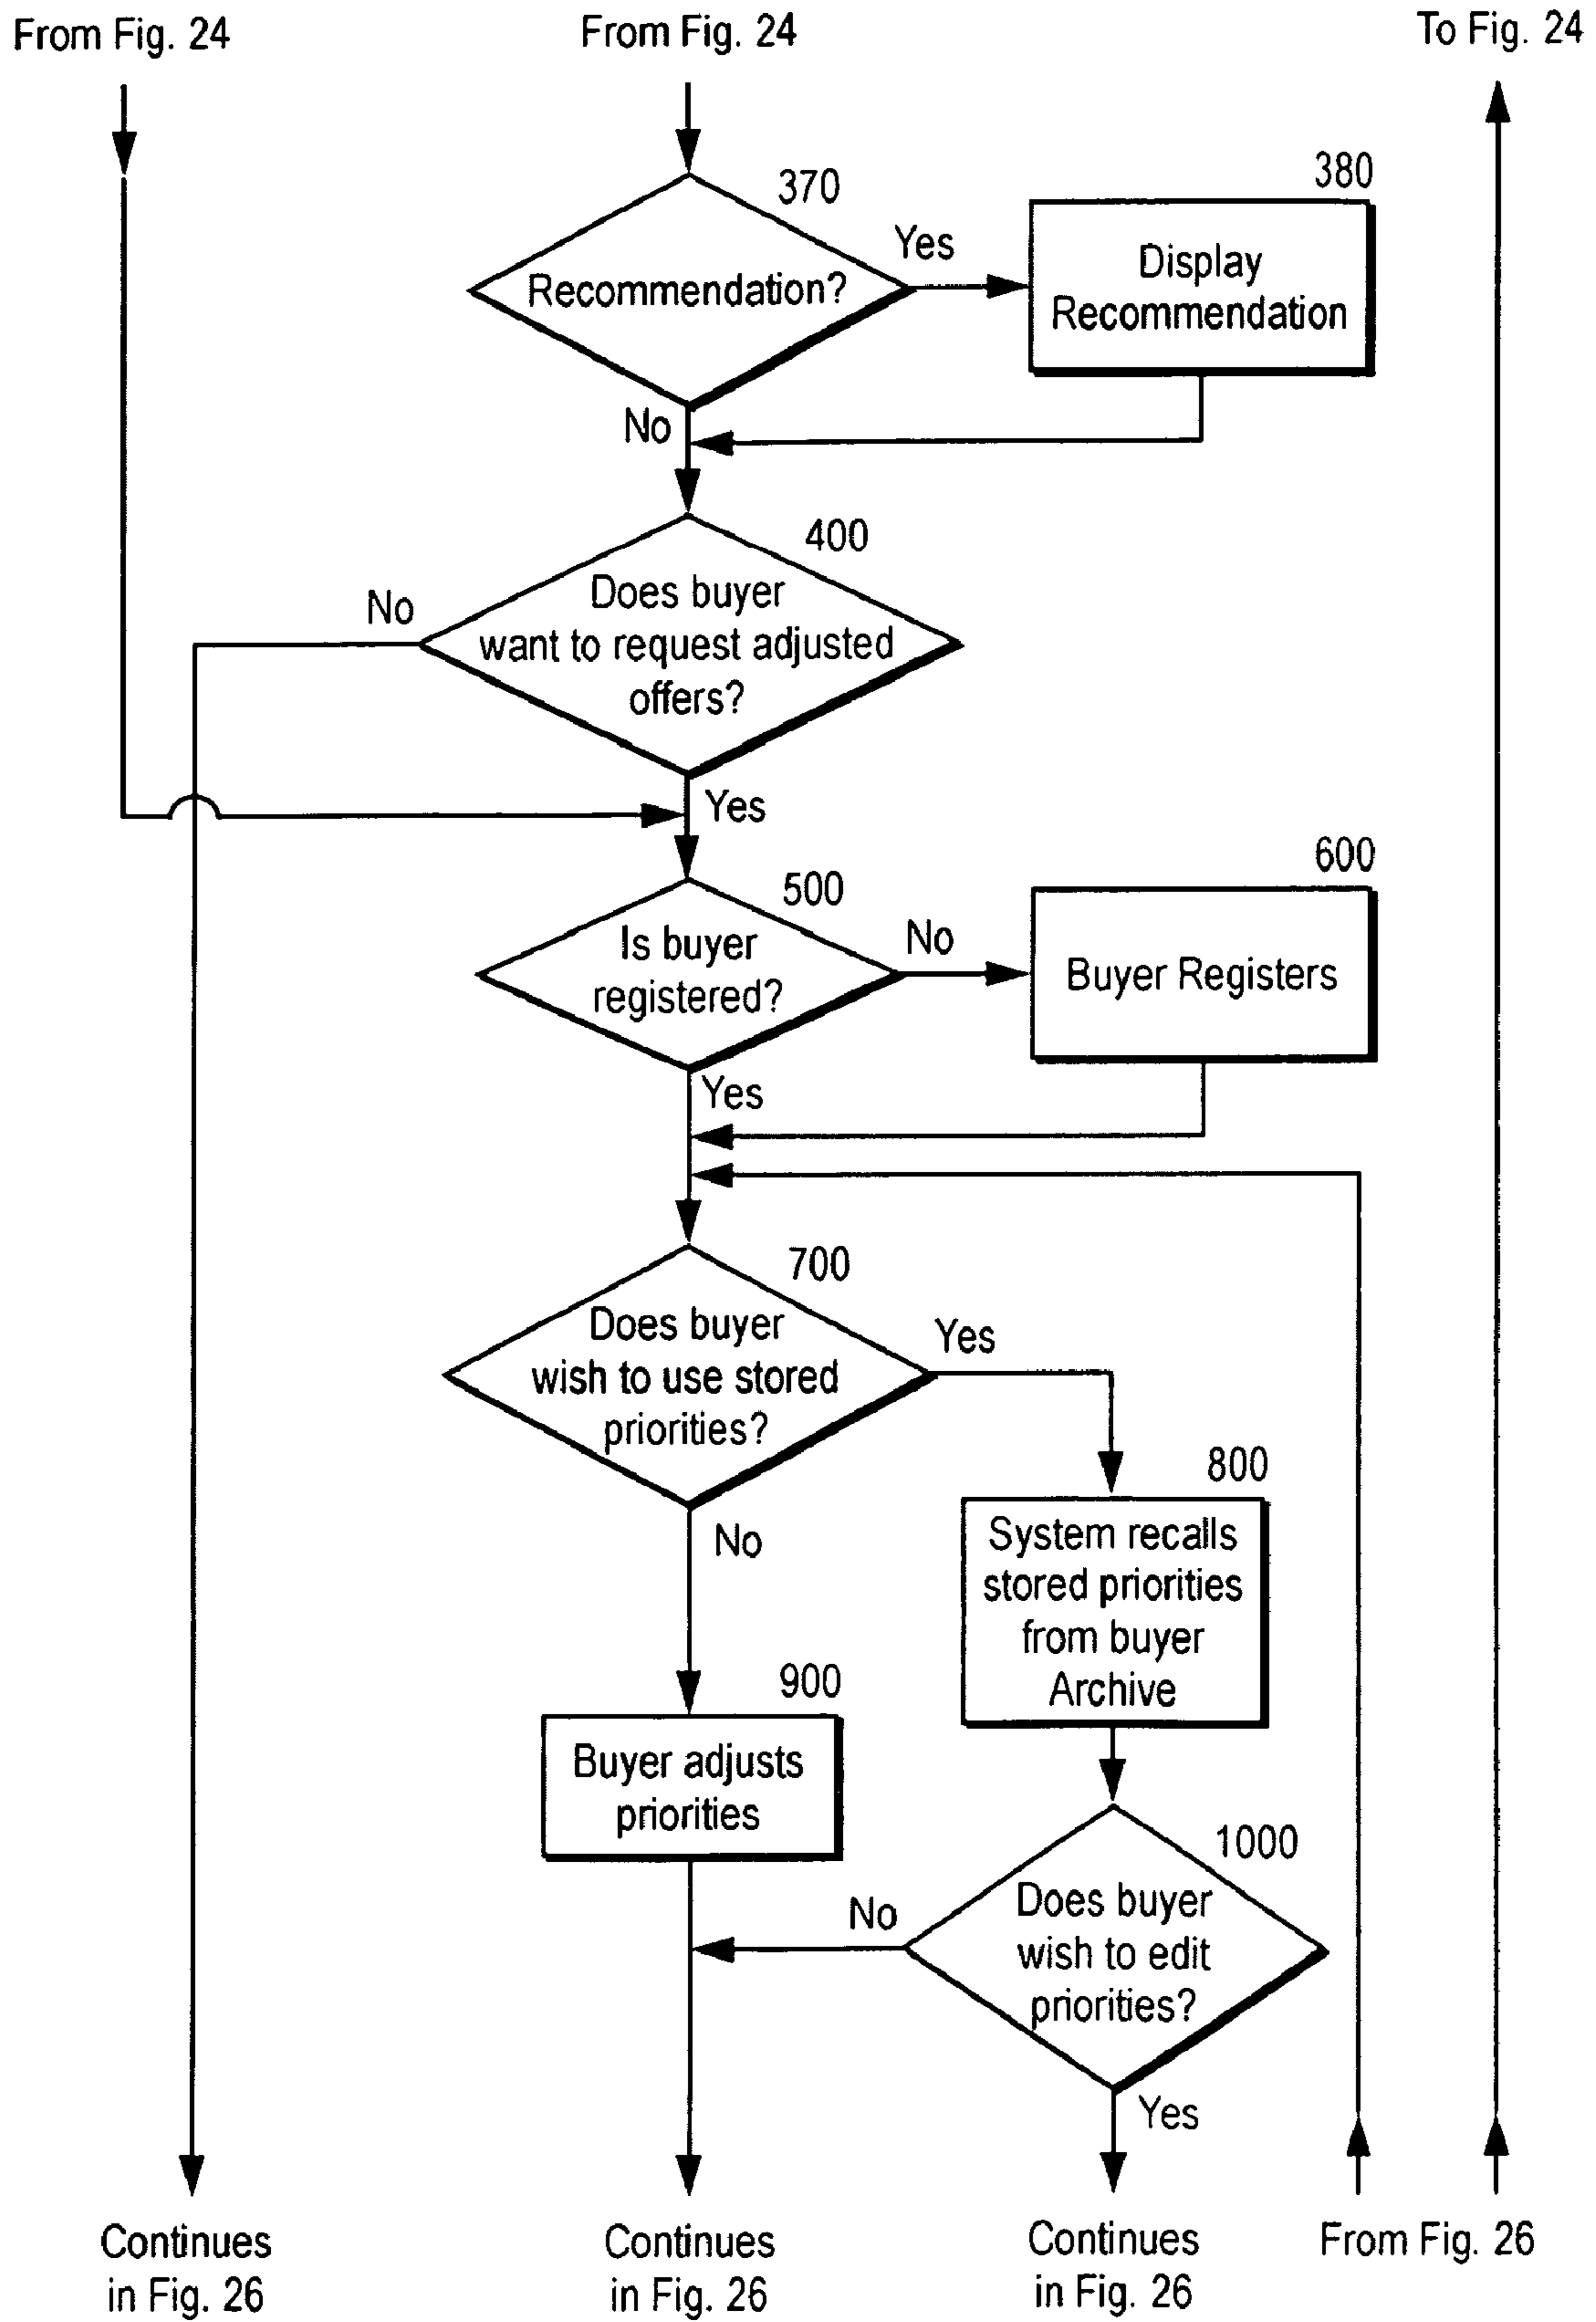 From Fig. 24
From Fig. 24
To Fig. 24
370
380
Yes
Recommendation?
Display
Recommendation
No
400
No
Does buyer
want to request adjusted
offers?
Yes
600
500
No
Is buyer
registered?
Buyer Registers
Yes
700
Yes
Does buyer
wish to use stored
priorities?
800
No
System recalls
stored priorities
from buyer
Archive
900
Buyer adjusts
priorities
1000
No
Does buyer
wish to edit
priorities?
Yes
Continues
in Fig. 26
Continues
in Fig. 26
Continues
in Fig. 26
From Fig. 26